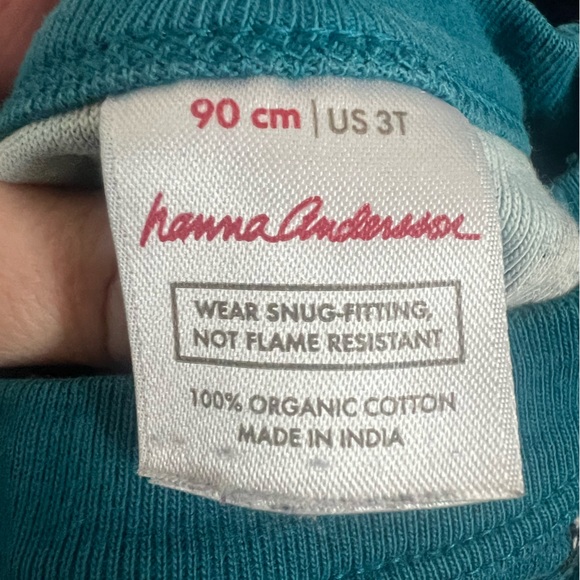 90 cm | US 3T
hanna Andersson
WEAR SNUG-FITTING,
NOT FLAME RESISTANT
100% ORGANIC COTTON
MADE IN INDIA